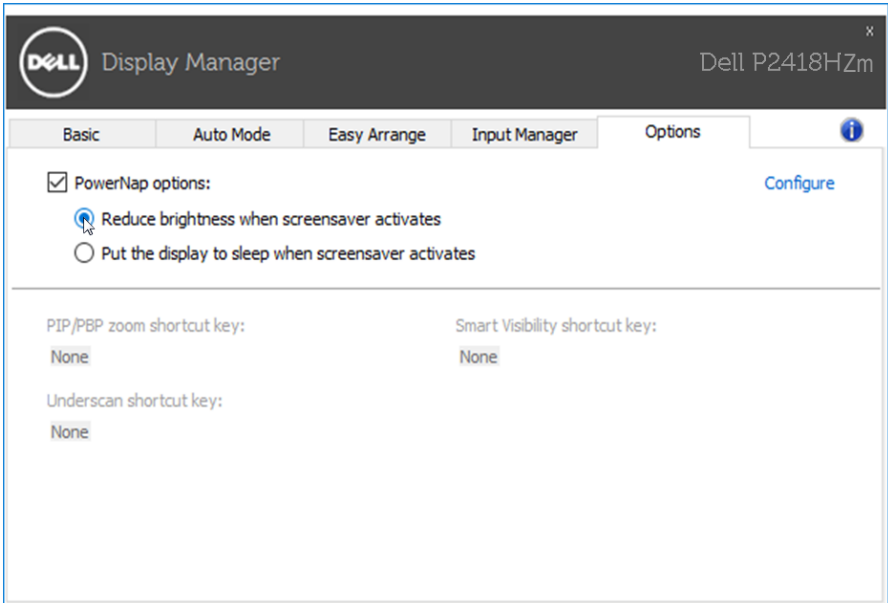 x
DELL Display Manager Dell P2418HZm
Basic Auto Mode Easy Arrange Input Manager Options i
PowerNap options: Configure
Reduce brightness when screensaver activates
Put the display to sleep when screensaver activates
PIP/PBP zoom shortcut key: Smart Visibility shortcut key:
None None
Underscan shortcut key:
None